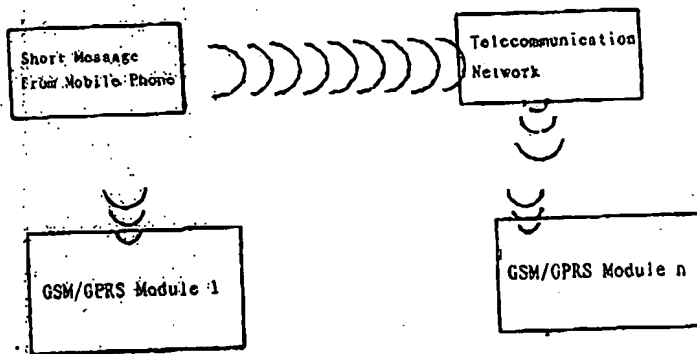 Short Message
From Mobile Phone
Telecommunication
Network
GSM/GPRS Module 1
GSM/GPRS Module n